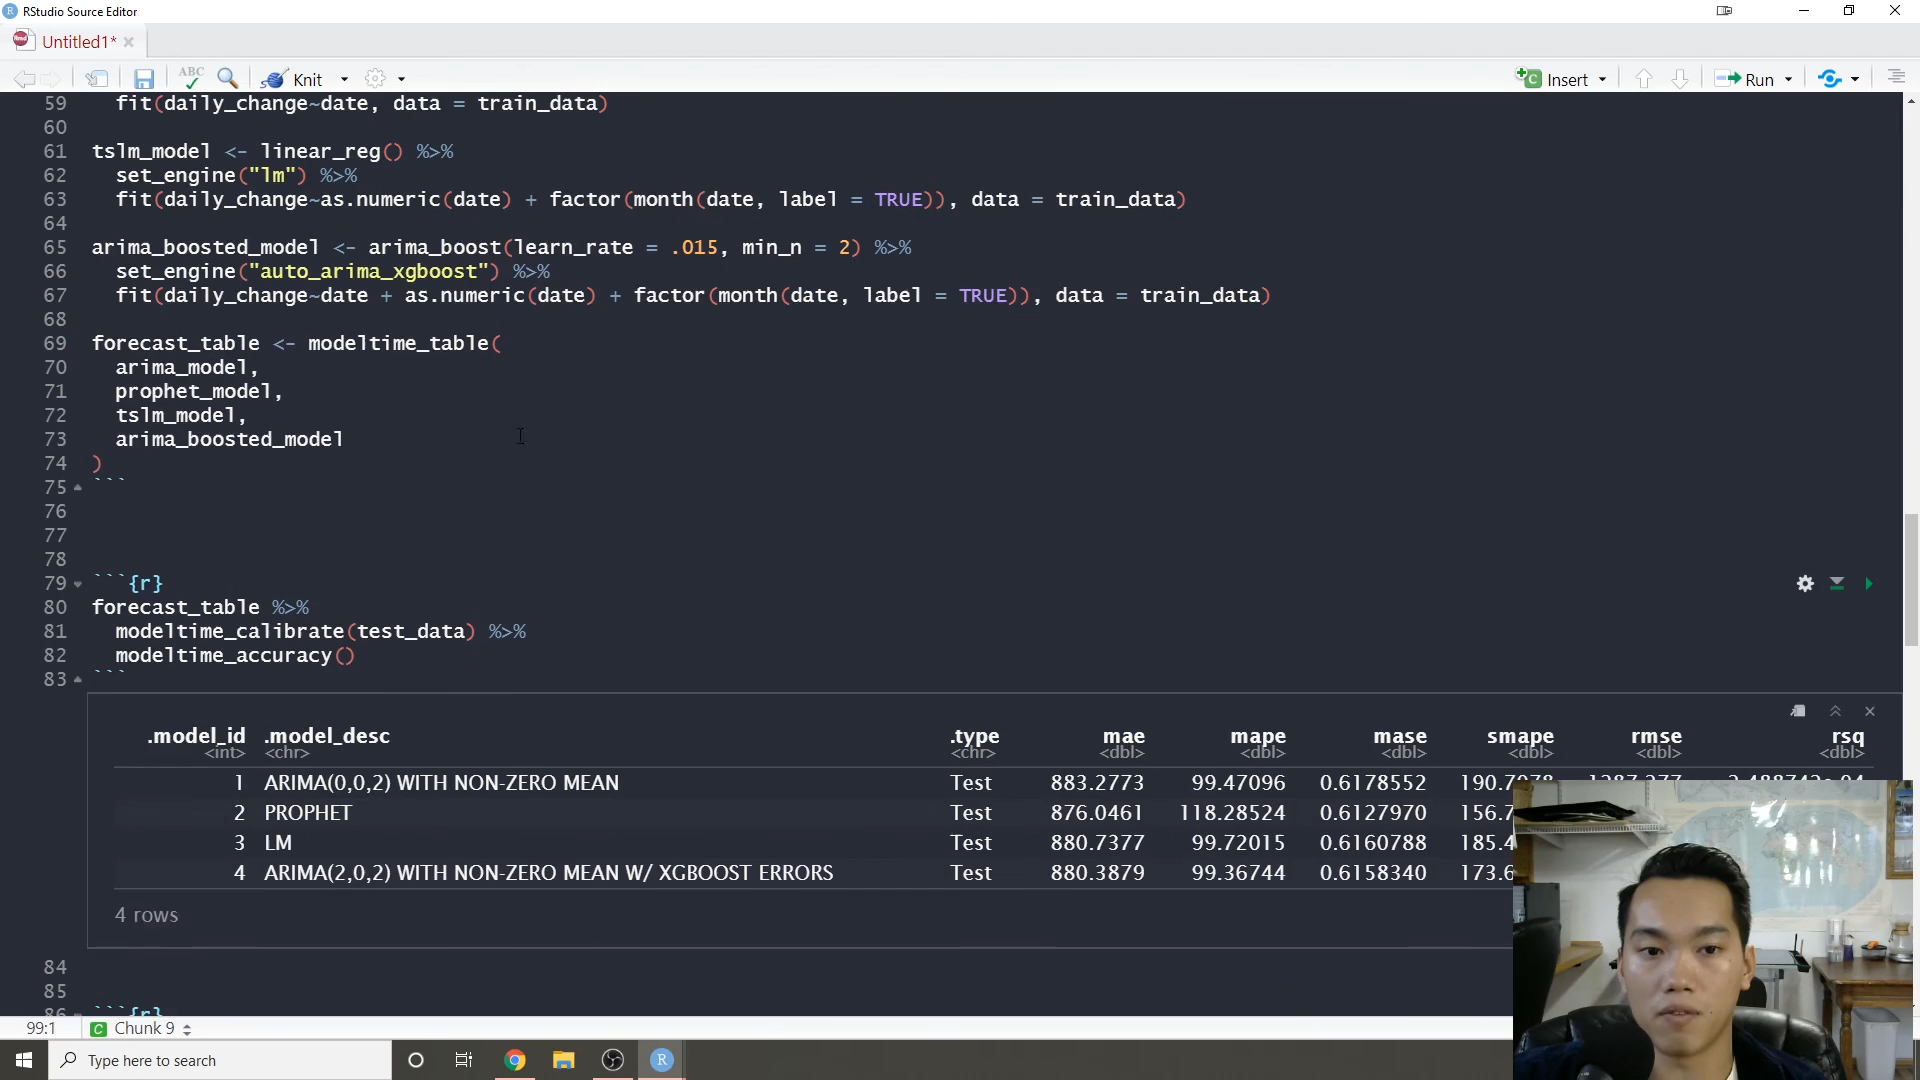 RStudio Source Editor
Untitled1*
ABC
Knit
Insert
Run
59 fit(daily_change~date, data = train_data)
60
61 tslm_model <- linear_reg() %>%
62 set_engine("lm") %>%
63 fit(daily_change~as.numeric(date) + factor(month(date, label = TRUE)), data = train_data)
64
65 arima_boosted_model <- arima_boost(learn_rate = .015, min_n = 2) %>%
66 set_engine("auto_arima_xgboost") %>%
67 fit(daily_change~date + as.numeric(date) + factor(month(date, label = TRUE)), data = train_data)
68
69 forecast_table <- modeltime_table(
70 arima_model,
71 prophet_model,
72 tslm_model,
73 arima_boosted_model
74 )
75 ```
76
77
78
79 ```{r}
80 forecast_table %>%
81 modeltime_calibrate(test_data) %>%
82 modeltime_accuracy()
83 ```
.model_id .model_desc .type mae mape mase smape rmse rsq
<int> <chr> <chr> <dbl> <dbl> <dbl> <dbl> <dbl> <dbl>
1 ARIMA(0,0,2) WITH NON-ZERO MEAN Test 883.2773 99.47096 0.6178552
2 PROPHET Test 876.0461 118.28524 0.6127970 156.7
3 LM Test 880.7377 99.72015 0.6160788 185.4
4 ARIMA(2,0,2) WITH NON-ZERO MEAN W/ XGBOOST ERRORS Test 880.3879 99.36744 0.6158340 173.6
4 rows
84
85
86 ```{r}
99:1 C Chunk 9
Type here to search